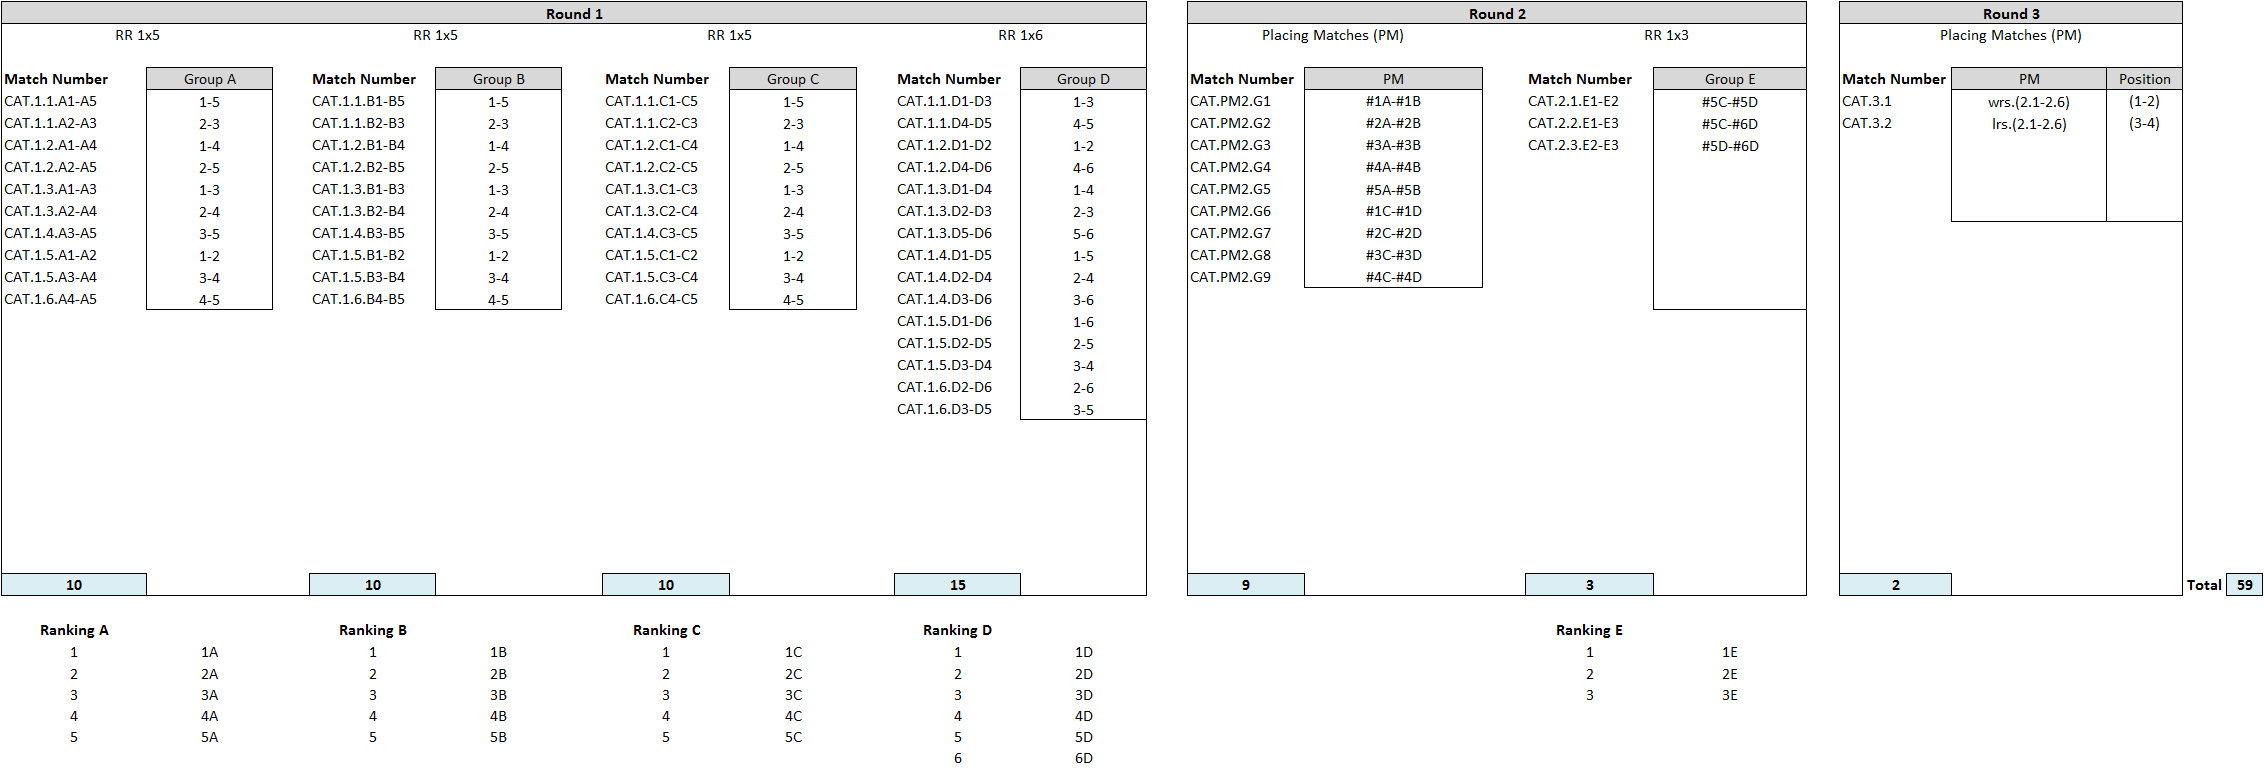 Round 1 Round 2 Round 3
RR 1x5 RR 1x5 RR 1x5 RR 1x6 Placing Matches (PM) RR 1x3 Placing Matches (PM)
Match Number Group A Match Number Group B Match Number Group C Match Number Group D Match Number PM Match Number Group E Match Number PM Position
CAT.1.1.A1-A5 1-5 CAT.1.1.B1-B5 1-5 CAT.1.1.C1-C5 1-5 CAT.1.1.D1-D3 1-3 CAT.PM2.G1 #1A-#1B CAT.2.1.E1-E2 #5C-#5D CAT.3.1 wrs.(2.1-2.6) (1-2)
CAT.1.1.A2-A3 2-3 CAT.1.1.B2-B3 2-3 CAT.1.1.C2-C3 2-3 CAT.1.1.D4-D5 4-5 CAT.PM2.G2 #2A-#2B CAT.2.2.E1-E3 #5C-#6D CAT.3.2 lrs.(2.1-2.6) (3-4)
CAT.1.2.A1-A4 1-4 CAT.1.2.B1-B4 1-4 CAT.1.2.C1-C4 1-4 CAT.1.2.D1-D2 1-2 CAT.PM2.G3 #3A-#3B CAT.2.3.E2-E3 #5D-#6D
CAT.1.2.A2-A5 2-5 CAT.1.2.B2-B5 2-5 CAT.1.2.C2-C5 2-5 CAT.1.2.D4-D6 4-6 CAT.PM2.G4 #4A-#4B
CAT.1.3.A1-A3 1-3 CAT.1.3.B1-B3 1-3 CAT.1.3.C1-C3 1-3 CAT.1.3.D1-D4 1-4 CAT.PM2.G5 #5A-#5B
CAT.1.3.A2-A4 2-4 CAT.1.3.B2-B4 2-4 CAT.1.3.C2-C4 2-4 CAT.1.3.D2-D3 2-3 CAT.PM2.G6 #1C-#1D
CAT.1.4.A3-A5 3-5 CAT.1.4.B3-B5 3-5 CAT.1.4.C3-C5 3-5 CAT.1.3.D5-D6 5-6 CAT.PM2.G7 #2C-#2D
CAT.1.5.A1-A2 1-2 CAT.1.5.B1-B2 1-2 CAT.1.5.C1-C2 1-2 CAT.1.4.D1-D5 1-5 CAT.PM2.G8 #3C-#3D
CAT.1.5.A3-A4 3-4 CAT.1.5.B3-B4 3-4 CAT.1.5.C3-C4 3-4 CAT.1.4.D2-D4 2-4 CAT.PM2.G9 #4C-#4D
CAT.1.6.A4-A5 4-5 CAT.1.6.B4-B5 4-5 CAT.1.6.C4-C5 4-5 CAT.1.4.D3-D6 3-6
CAT.1.5.D1-D6 1-6
CAT.1.5.D2-D5 2-5
CAT.1.5.D3-D4 3-4
CAT.1.6.D2-D6 2-6
CAT.1.6.D3-D5 3-5
10 10 10 15 9 3 2 Total 59
Ranking A Ranking B Ranking C Ranking D Ranking E
1 1A 1 1B 1 1C 1 1D 1 1E
2 2A 2 2B 2 2C 2 2D 2 2E
3 3A 3 3B 3 3C 3 3D 3 3E
4 4A 4 4B 4 4C 4 4D
5 5A 5 5B 5 5C 5 5D
6 6D